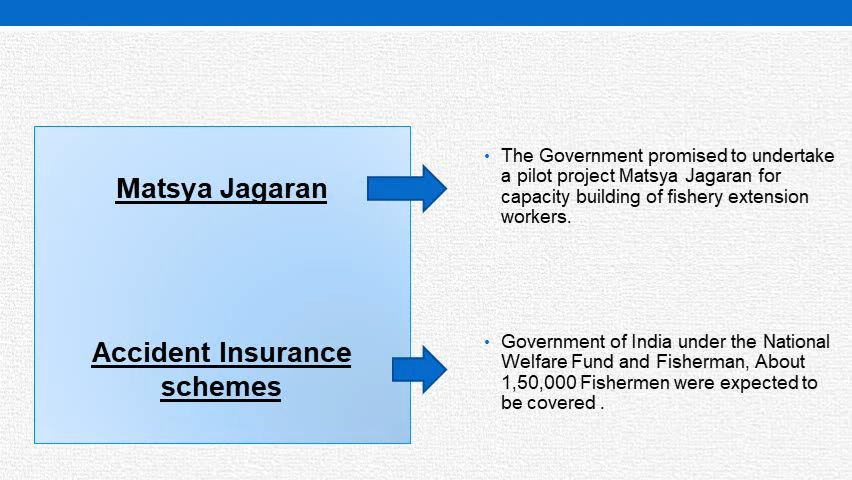 Matsya Jagaran
• The Government promised to undertake
a pilot project Matsya Jagaran for
capacity building of fishery extension
workers.
Accident Insurance
schemes
• Government of India under the National
Welfare Fund and Fisherman, About
1,50,000 Fishermen were expected to
be covered .